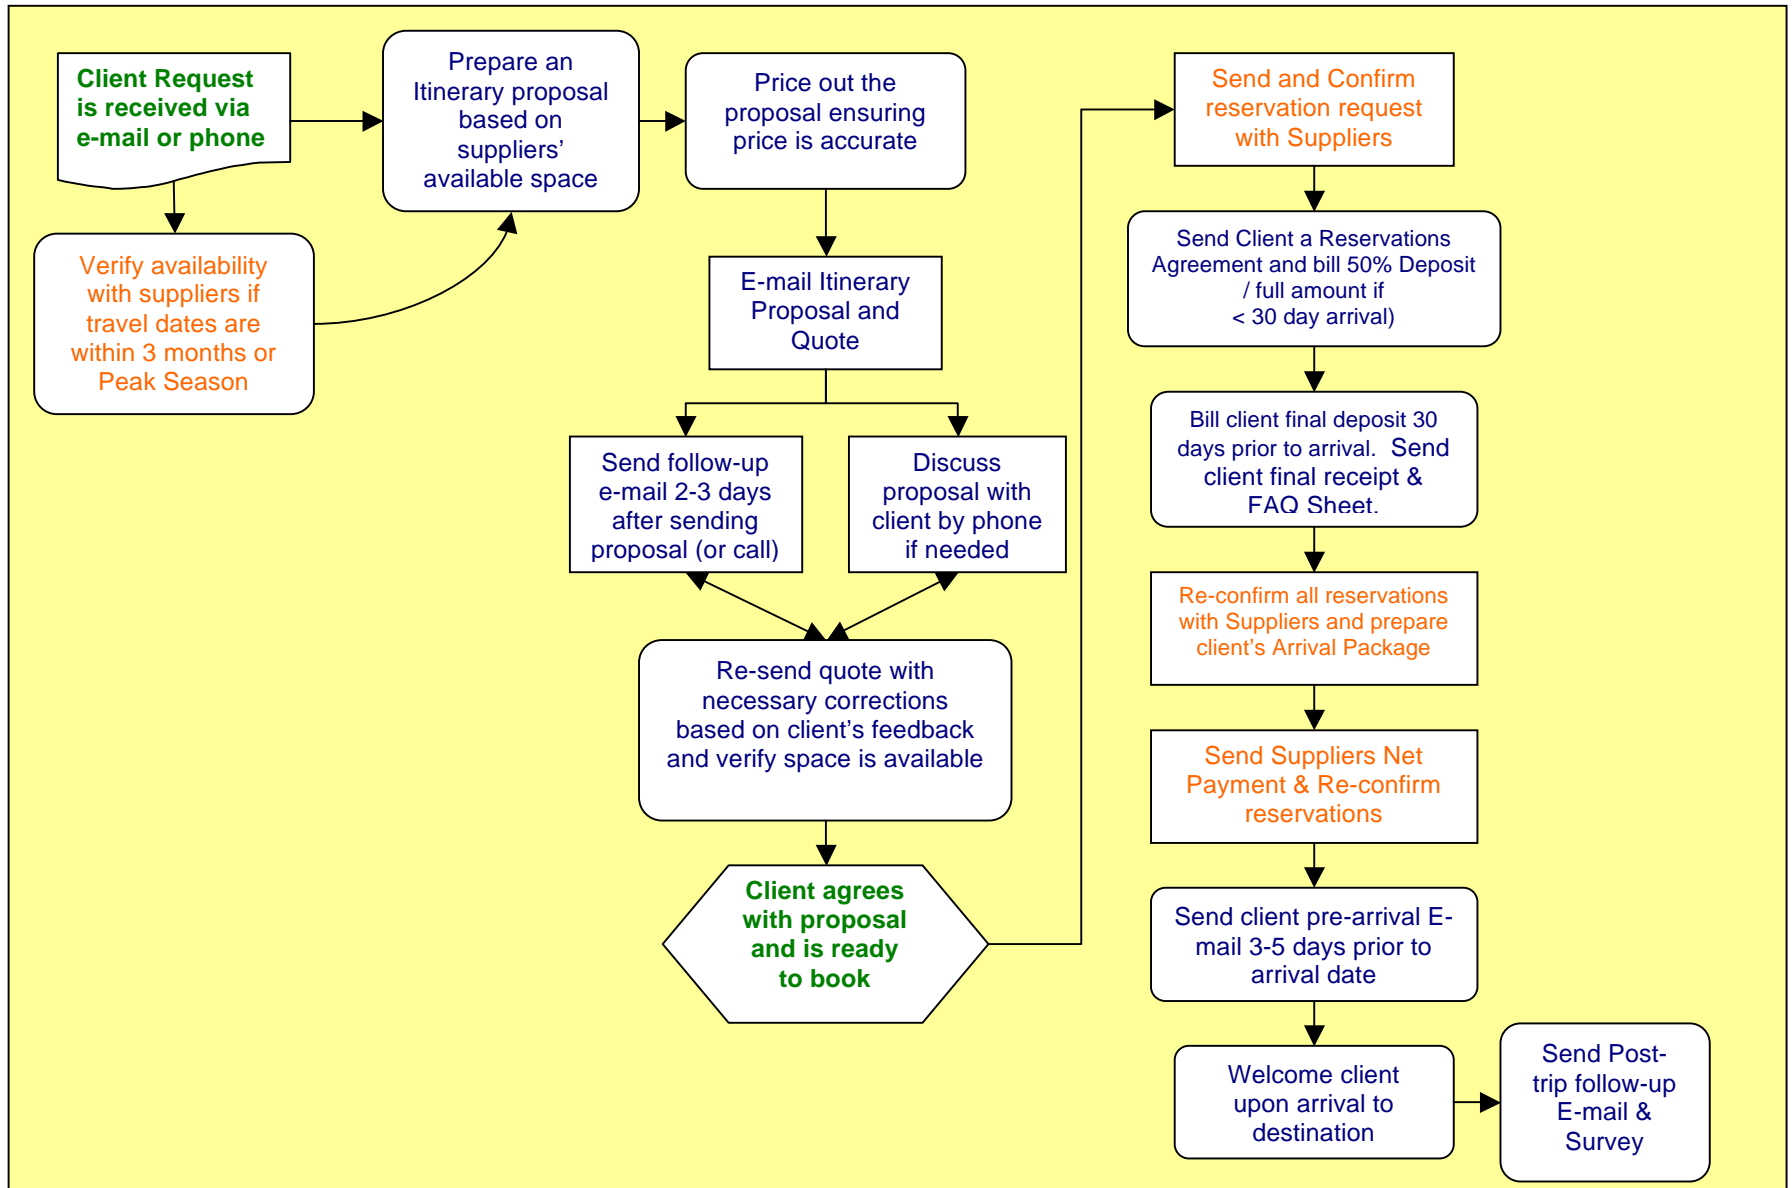 Client Request
is received via
e-mail or phone
Verify availability
with suppliers if
travel dates are
within 3 months or
Peak Season
Prepare an
Itinerary proposal
based on
suppliers’
available space
Price out the
proposal ensuring
price is accurate
E-mail Itinerary
Proposal and
Quote
Send follow-up
e-mail 2-3 days
after sending
proposal (or call)
Discuss
proposal with
client by phone
if needed
Re-send quote with
necessary corrections
based on client’s feedback
and verify space is available
Client agrees
with proposal
and is ready
to book
Send and Confirm
reservation request
with Suppliers
Send Client a Reservations
Agreement and bill 50% Deposit
/ full amount if
< 30 day arrival)
Bill client final deposit 30
days prior to arrival.  Send
client final receipt &
FAQ Sheet.
Re-confirm all reservations
with Suppliers and prepare
client’s Arrival Package
Send Suppliers Net
Payment & Re-confirm
reservations
Send client pre-arrival E-
mail 3-5 days prior to
arrival date
Welcome client
upon arrival to
destination
Send Post-
trip follow-up
E-mail &
Survey